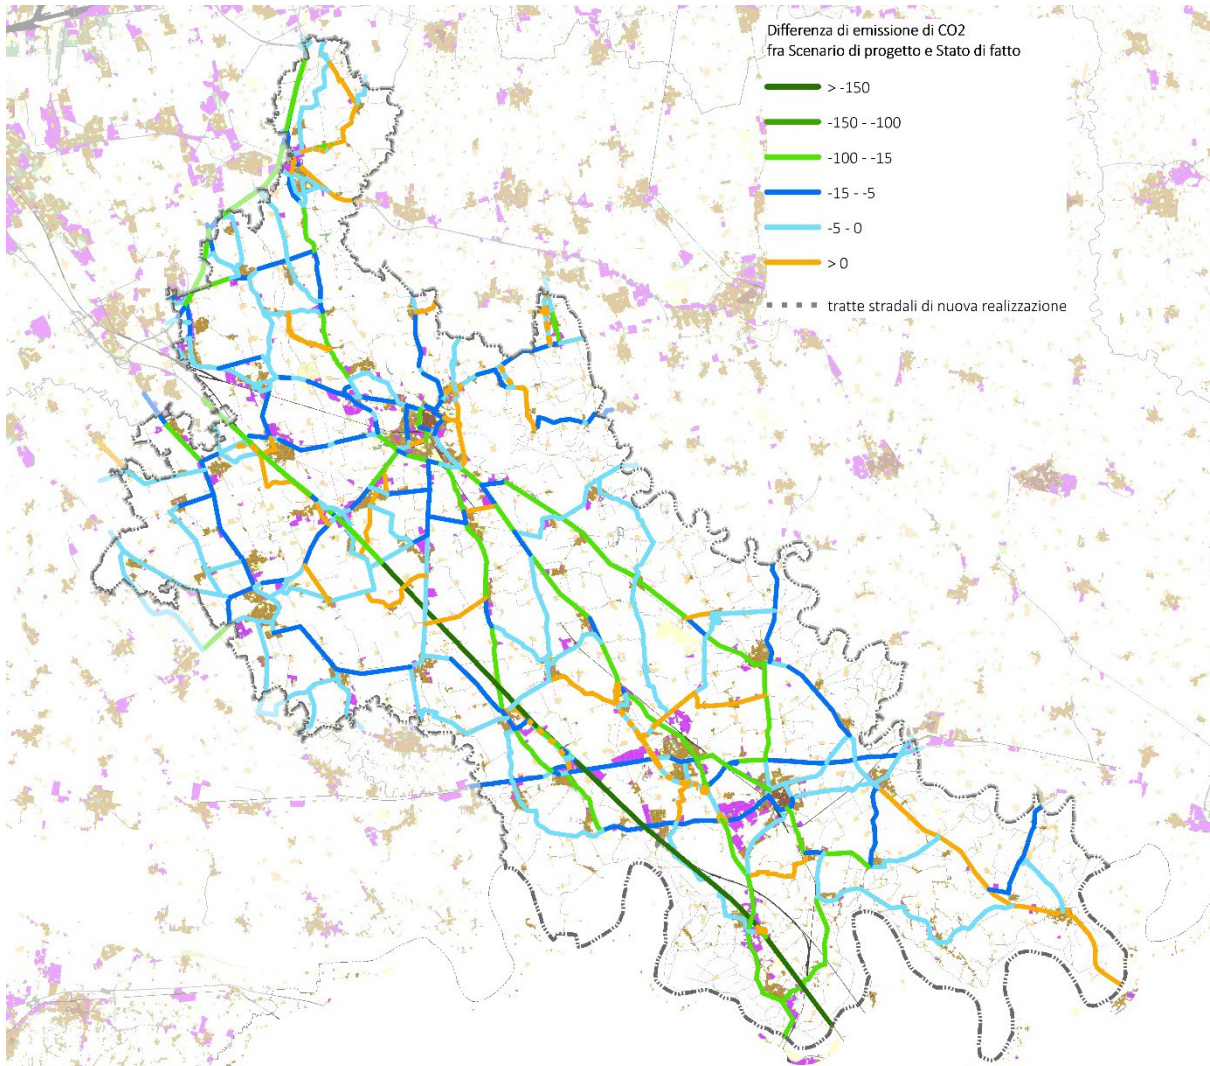 Differenza di emissione di CO2
fra Scenario di progetto e Stato di fatto
> -150
-150 - -100
-100 - -15
-15 - -5
-5 - 0
> 0
tratte stradali di nuova realizzazione